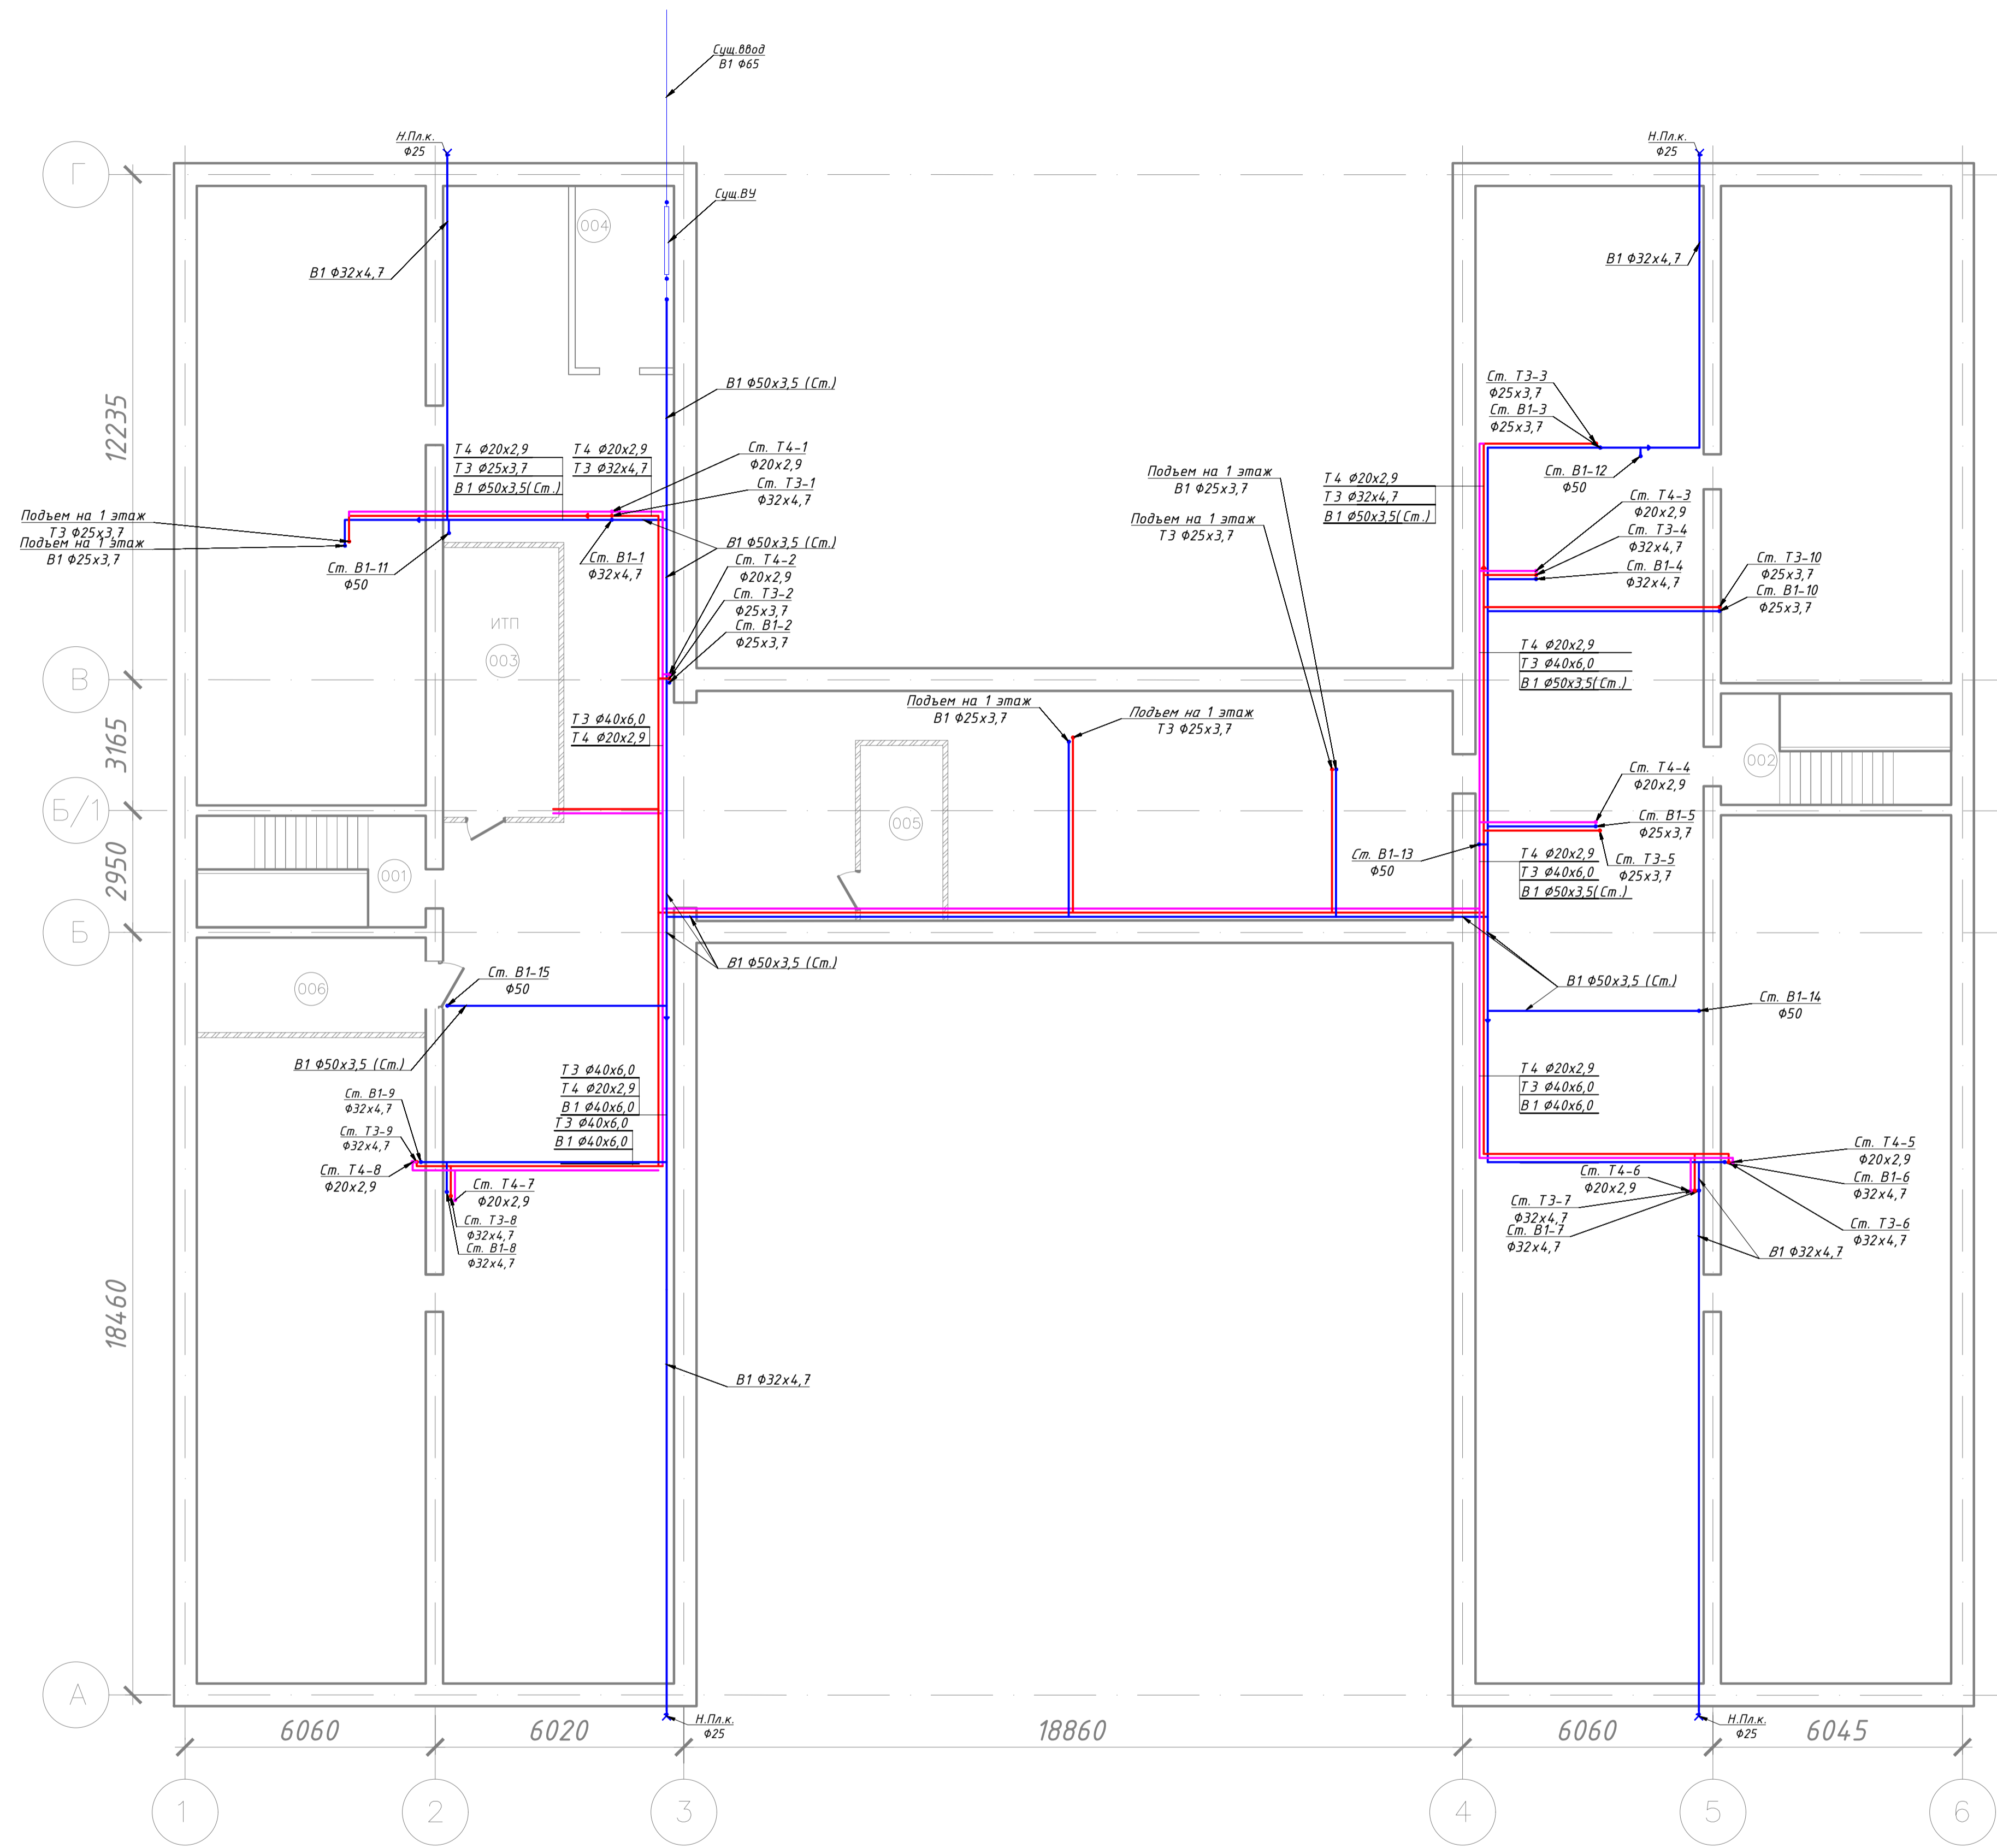 Сущ.ввод
В1 Ф65
Н.Пл.к.
Ф25
Н.Пл.к.
Ф25
Г
Сущ.ВУ
004
В1 Ф32х4,7
В1 Ф32х4,7
12235
В1 Ф50х3,5 (Ст.)
Ст. Т3-3
Ф25х3,7
Ст. В1-3
Ф25х3,7
Т4 Ф20х2,9
Т3 Ф25х3,7
В1 Ф50х3,5(Ст.)
Т4 Ф20х2,9
Т3 Ф32х4,7
Ст. Т4-1
Ф20х2,9
Ст. Т3-1
Ф32х4,7
Подъем на 1 этаж
В1 Ф25х3,7
Подъем на 1 этаж
Т3 Ф25х3,7
Т4 Ф20х2,9
Т3 Ф32х4,7
В1 Ф50х3,5(Ст.)
Ст. В1-12
Ф50
Ст. Т4-3
Ф20х2,9
Ст. Т3-4
Ф32х4,7
Ст. В1-4
Ф32х4,7
Ст. Т3-10
Ф25х3,7
Ст. В1-10
Ф25х3,7
Подъем на 1 этаж
Т3 Ф25х3,7
Подъем на 1 этаж
В1 Ф25х3,7
Ст. В1-11
Ф50
Ст. В1-1
Ф32х4,7
В1 Ф50х3,5 (Ст.)
Ст. Т4-2
Ф20х2,9
Ст. Т3-2
Ф25х3,7
Ст. В1-2
Ф25х3,7
ИТП
003
В
Т4 Ф20х2,9
Т3 Ф40х6,0
В1 Ф50х3,5(Ст.)
3165
Т3 Ф40х6,0
Т4 Ф20х2,9
Подъем на 1 этаж
В1 Ф25х3,7
Подъем на 1 этаж
Т3 Ф25х3,7
002
Б/1
005
Ст. Т4-4
Ф20х2,9
Ст. В1-5
Ф25х3,7
Ст. Т3-5
Ф25х3,7
Ст. В1-13
Ф50
Т4 Ф20х2,9
Т3 Ф40х6,0
В1 Ф50х3,5(Ст.)
2950
001
Б
В1 Ф50х3,5 (Ст.)
Ст. В1-15
Ф50
006
В1 Ф50х3,5 (Ст.)
Ст. В1-14
Ф50
В1 Ф50х3,5 (Ст.)
Т3 Ф40х6,0
Т4 Ф20х2,9
В1 Ф40х6,0
Т3 Ф40х6,0
В1 Ф40х6,0
Т4 Ф20х2,9
Т3 Ф40х6,0
В1 Ф40х6,0
Ст. В1-9
Ф32х4,7
Ст. Т3-9
Ф32х4,7
Ст. Т4-8
Ф20х2,9
Ст. Т4-7
Ф20х2,9
Ст. Т3-8
Ф32х4,7
Ст. В1-8
Ф32х4,7
Ст. Т4-6
Ф20х2,9
Ст. Т3-7
Ф32х4,7
Ст. В1-7
Ф32х4,7
Ст. Т4-5
Ф20х2,9
Ст. В1-6
Ф32х4,7
Ст. Т3-6
Ф32х4,7
В1 Ф32х4,7
18460
В1 Ф32х4,7
А
Н.Пл.к.
Ф25
Н.Пл.к.
Ф25
6060
6020
18860
6060
6045
1
2
3
4
5
6